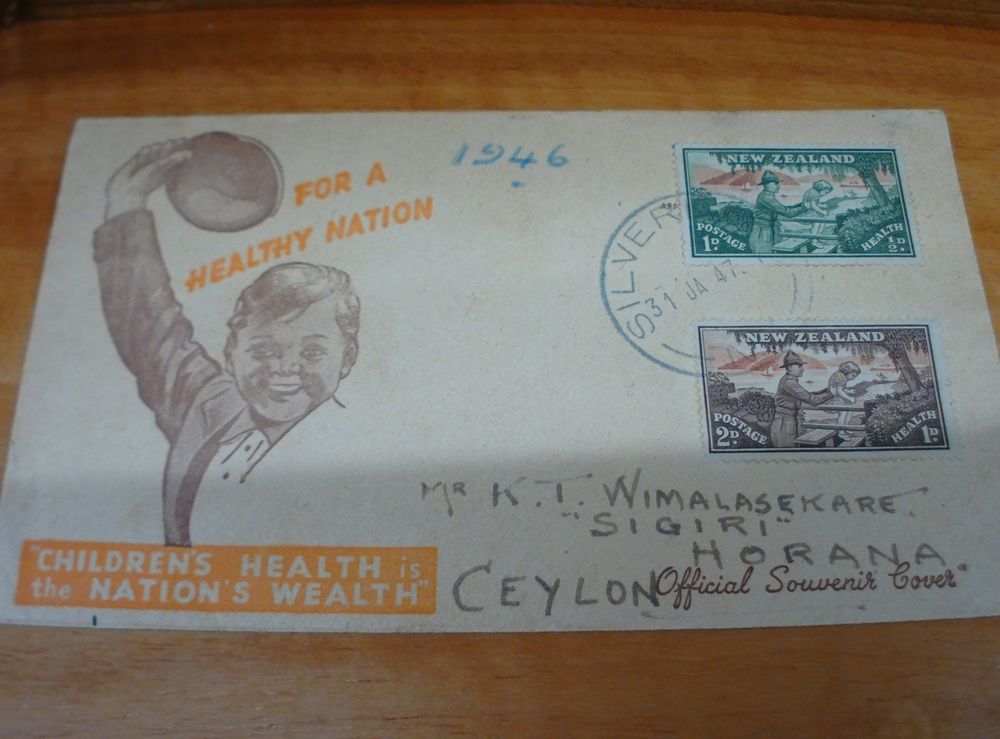 FOR A
HEALTHY NATION
1946
NEW ZEALAND
POSTAGE
1D.
HEALTH
½D.
SILVER
31 JA 47.
NEW ZEALAND
POSTAGE
2D.
HEALTH
1D.
MR K. T. WIMALASEKARE.
"SIGIRI"
HORANA.
CEYLON
Official Souvenir Cover.
"CHILDREN'S HEALTH is
the NATION'S WEALTH"